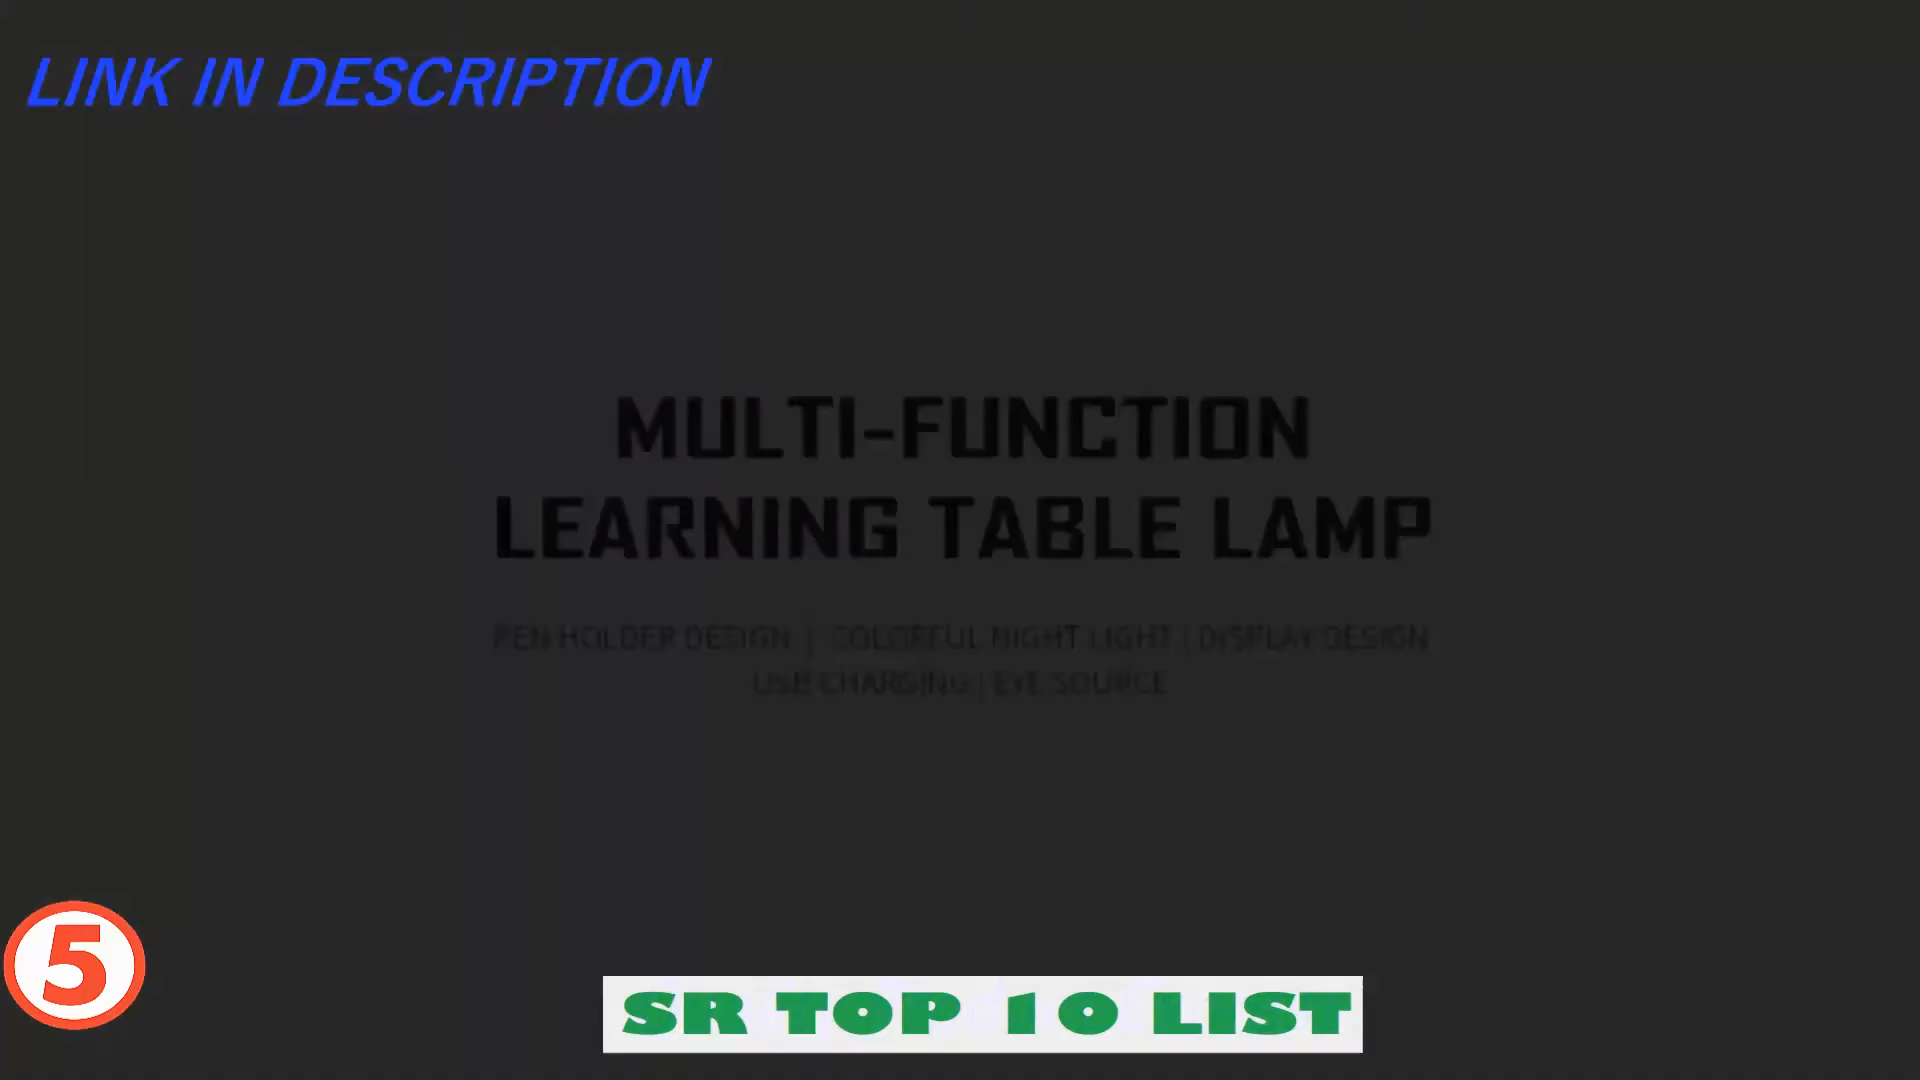 LINK IN DESCRIPTION
MULTI-FUNCTION
LEARNING TABLE LAMP
PEN HOLDER DESIGN | COLORFUL NIGHT LIGHT | DISPLAY DESIGN
USB CHARGING | EYE SOURCE
5
SR TOP 10 LIST